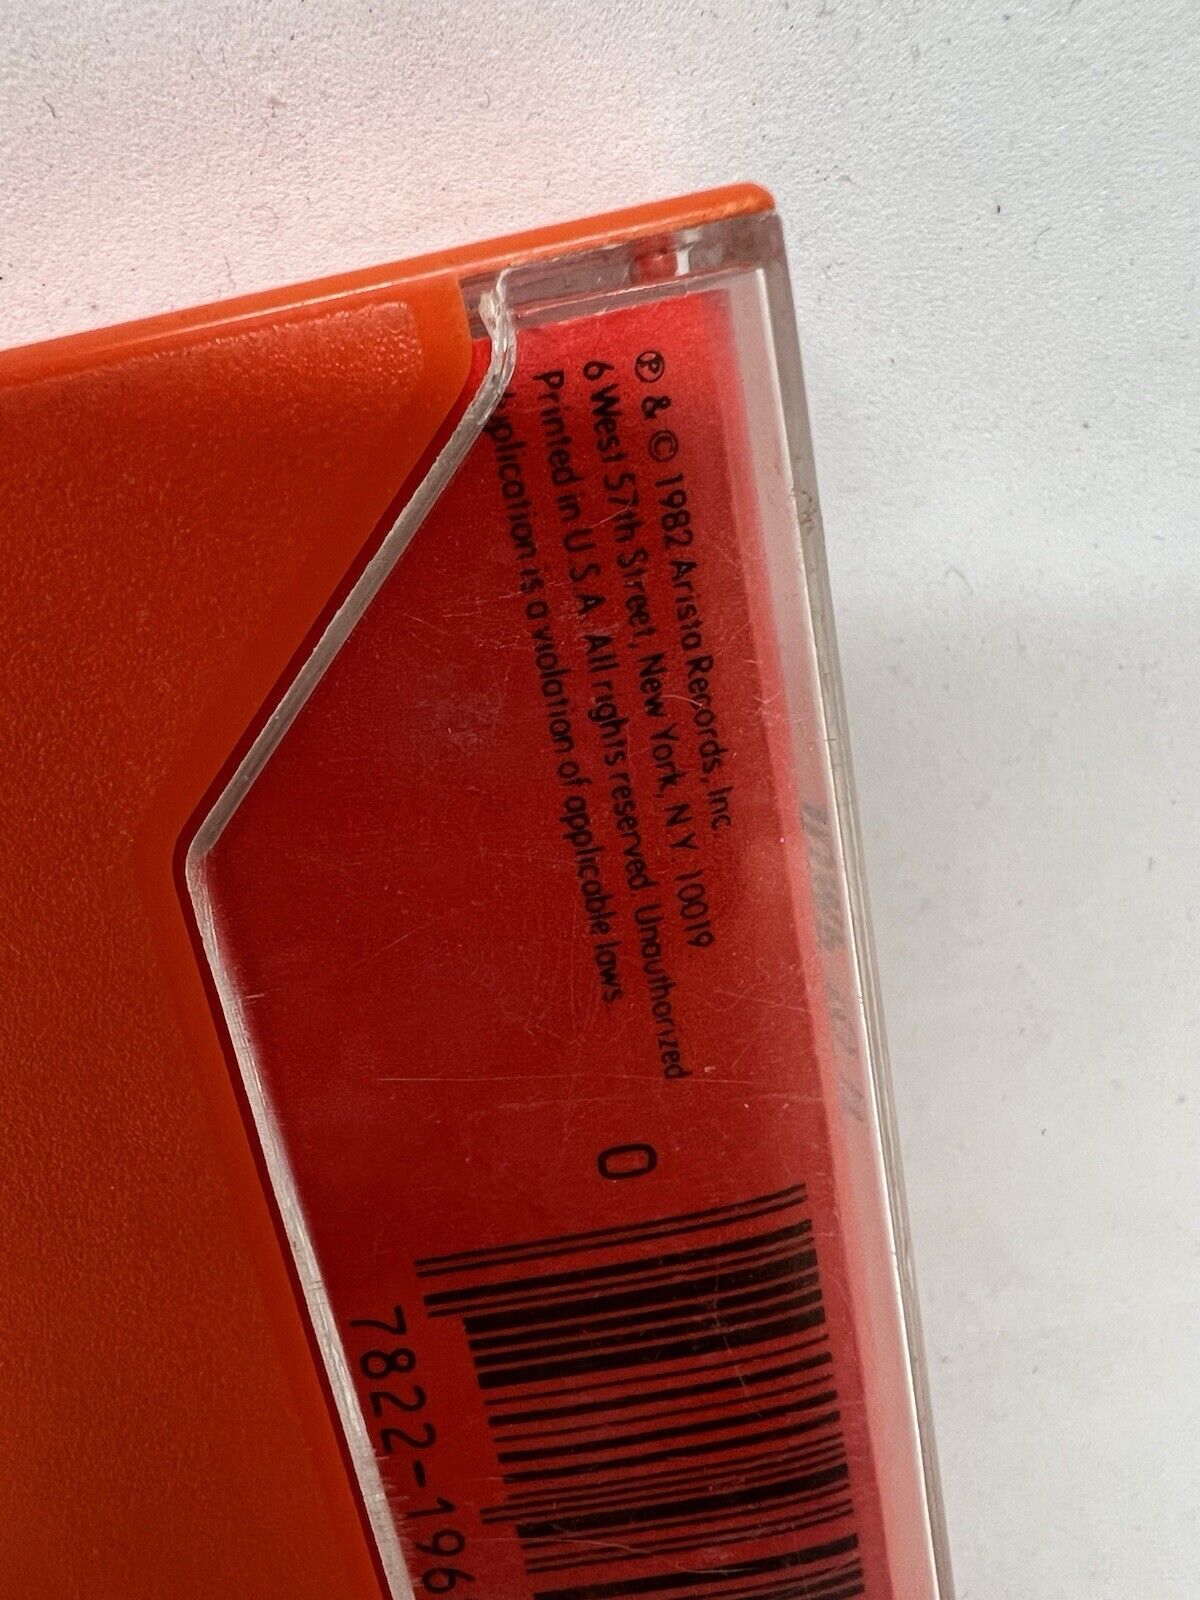 ℗ & © 1982 Arista Records, Inc.
6 West 57th Street, New York, N.Y. 10019.
Printed in U.S.A. All rights reserved. Unauthorized
duplication is a violation of applicable laws.
0
7822-196